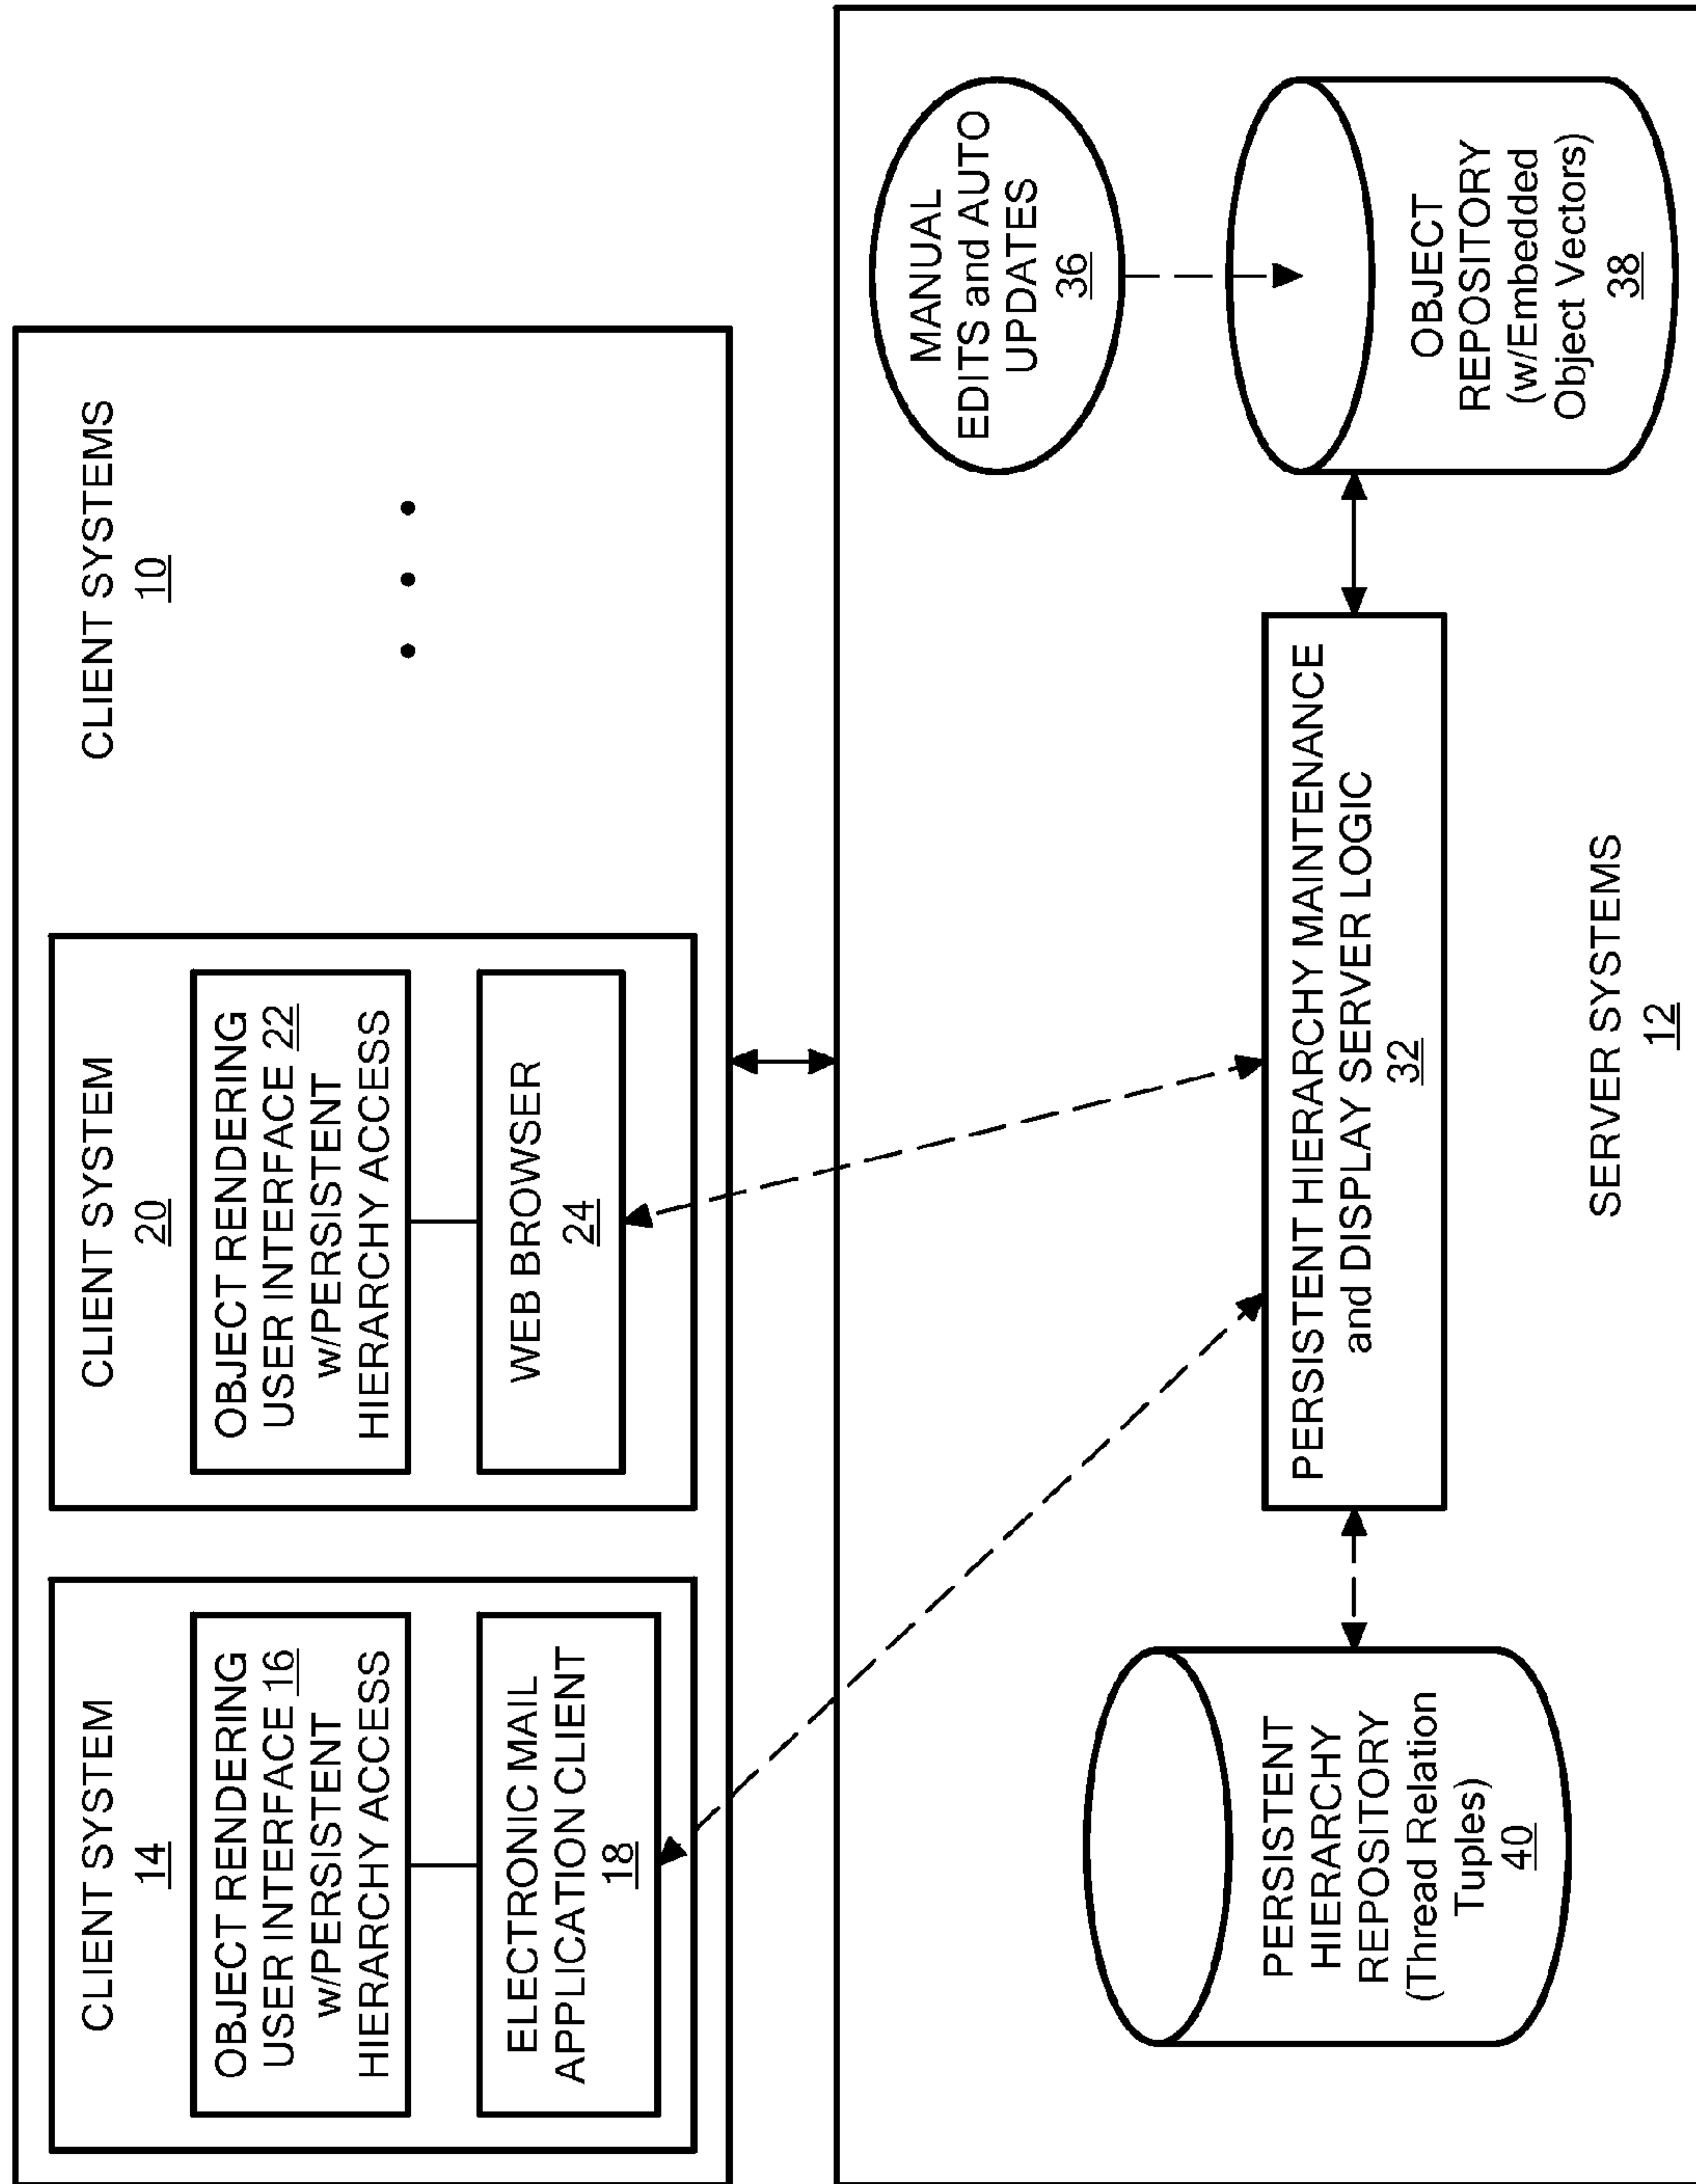 CLIENT SYSTEMS
10
CLIENT SYSTEM
14
OBJECT RENDERING
USER INTERFACE 16
w/PERSISTENT
HIERARCHY ACCESS
ELECTRONIC MAIL
APPLICATION CLIENT
18
CLIENT SYSTEM
20
OBJECT RENDERING
USER INTERFACE 22
w/PERSISTENT
HIERARCHY ACCESS
WEB BROWSER
24
• • •
PERSISTENT
HIERARCHY
REPOSITORY
(Thread Relation
Tuples)
40
PERSISTENT HIERARCHY MAINTENANCE
and DISPLAY SERVER LOGIC
32
MANUAL
EDITS and AUTO
UPDATES
36
OBJECT
REPOSITORY
(w/Embedded
Object Vectors)
38
SERVER SYSTEMS
12